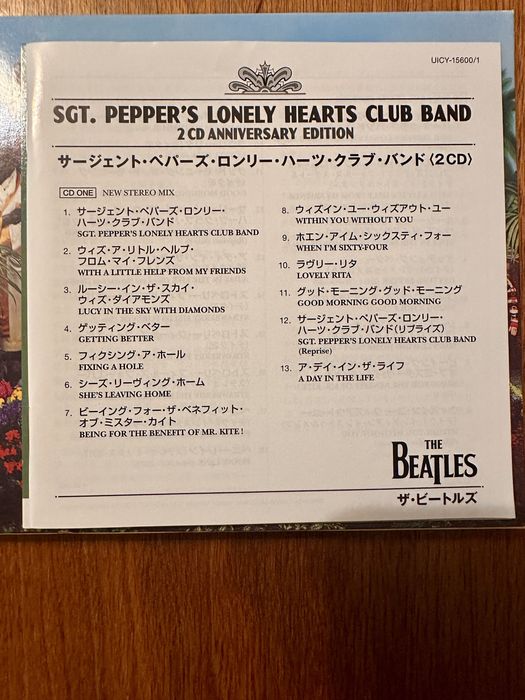 UICY-15600/1
SGT. PEPPER'S LONELY HEARTS CLUB BAND
2 CD ANNIVERSARY EDITION
サージェント・ペパーズ・ロンリー・ハーツ・クラブ・バンド〈2CD〉
CD ONE NEW STEREO MIX
1. サージェント・ペパーズ・ロンリー・
ハーツ・クラブ・バンド
SGT. PEPPER'S LONELY HEARTS CLUB BAND
2. ウィズ・ア・リトル・ヘルプ・
フロム・マイ・フレンズ
WITH A LITTLE HELP FROM MY FRIENDS
3. ルーシー・イン・ザ・スカイ・
ウィズ・ダイアモンズ
LUCY IN THE SKY WITH DIAMONDS
4. ゲッティング・ベター
GETTING BETTER
5. フィクシング・ア・ホール
FIXING A HOLE
6. シーズ・リーヴィング・ホーム
SHE'S LEAVING HOME
7. ビーイング・フォー・ザ・ベネフィット・
オブ・ミスター・カイト
BEING FOR THE BENEFIT OF MR. KITE!
8. ウィズイン・ユー・ウィズアウト・ユー
WITHIN YOU WITHOUT YOU
9. ホエン・アイム・シックスティ・フォー
WHEN I'M SIXTY-FOUR
10. ラヴリー・リタ
LOVELY RITA
11. グッド・モーニング・グッド・モーニング
GOOD MORNING GOOD MORNING
12. サージェント・ペパーズ・ロンリー・
ハーツ・クラブ・バンド(リプライズ)
SGT. PEPPER'S LONELY HEARTS CLUB BAND
(Reprise)
13. ア・デイ・イン・ザ・ライフ
A DAY IN THE LIFE
THE
BEATLES
ザ・ビートルズ